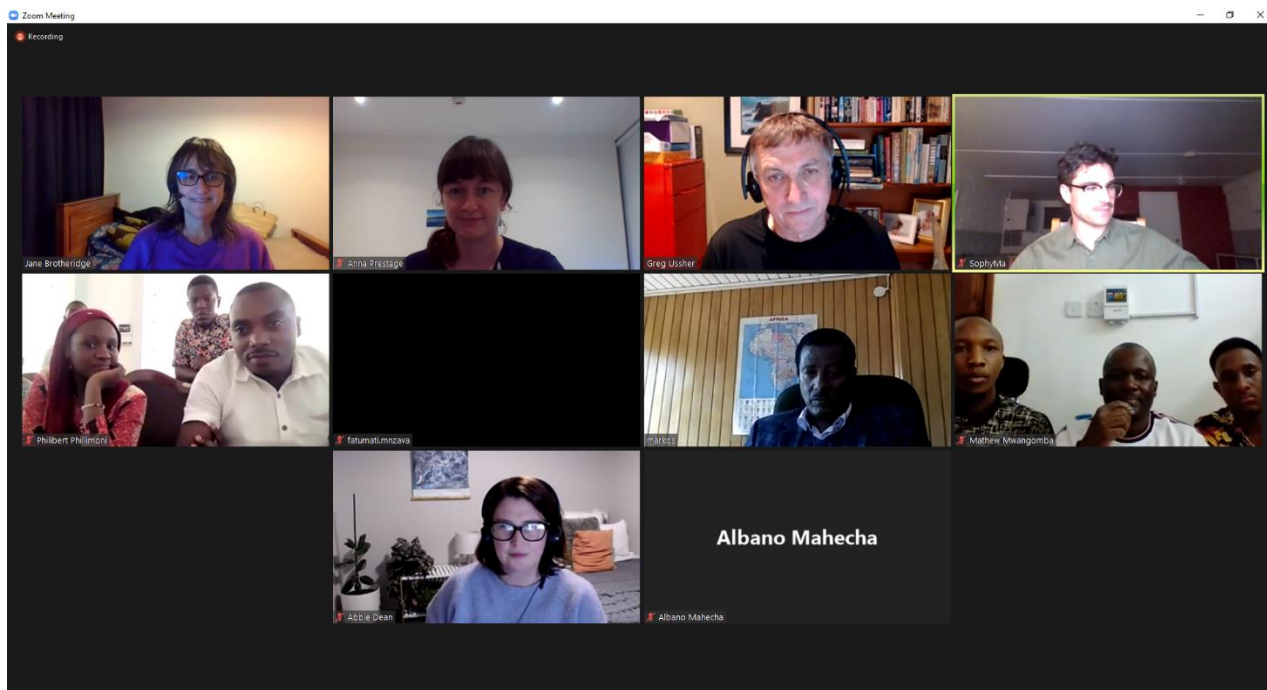 Zoom Meeting
Recording
Jane Brotheridge
Anna Prestage
Greg Ussher
SophyMa
Philibert Philimoni
fatumati.mnzava
AFRICA
markos
Mathew Mwangomba
Abbie Dean
Albano Mahecha
Albano Mahecha